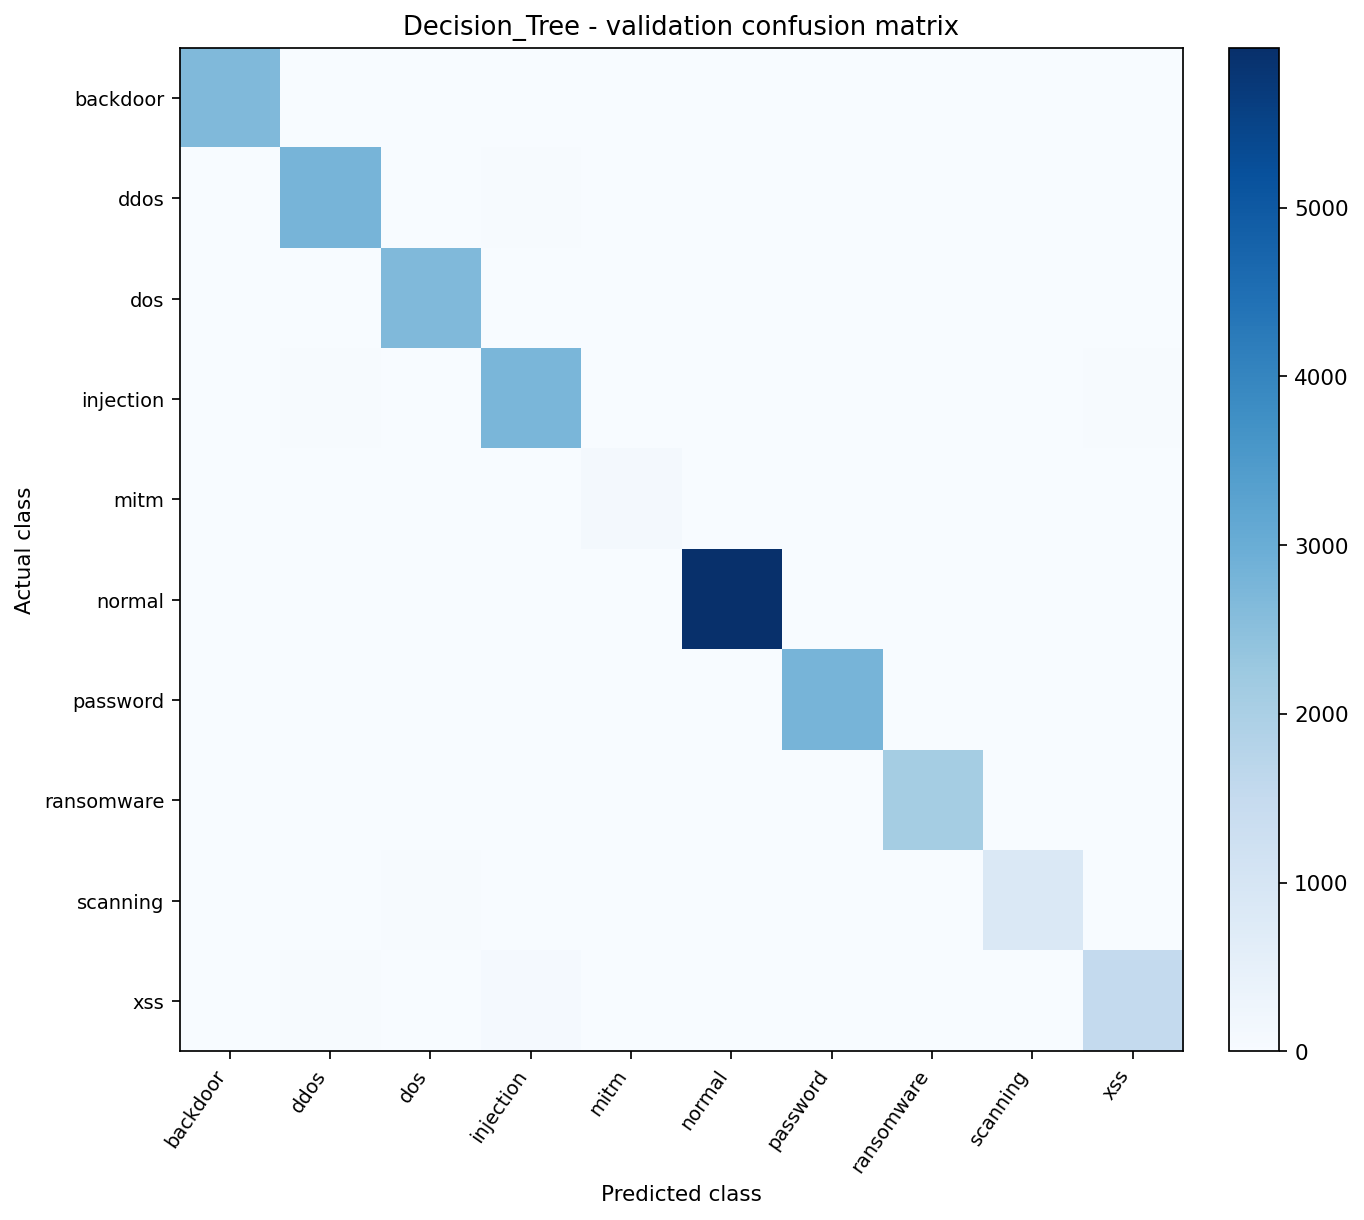 Decision_Tree - validation confusion matrix
backdoor
ddos
dos
injection
mitm
normal
password
ransomware
scanning
xss
Actual class
backdoor
ddos
dos
injection
mitm
normal
password
ransomware
scanning
xss
Predicted class
5000
4000
3000
2000
1000
0